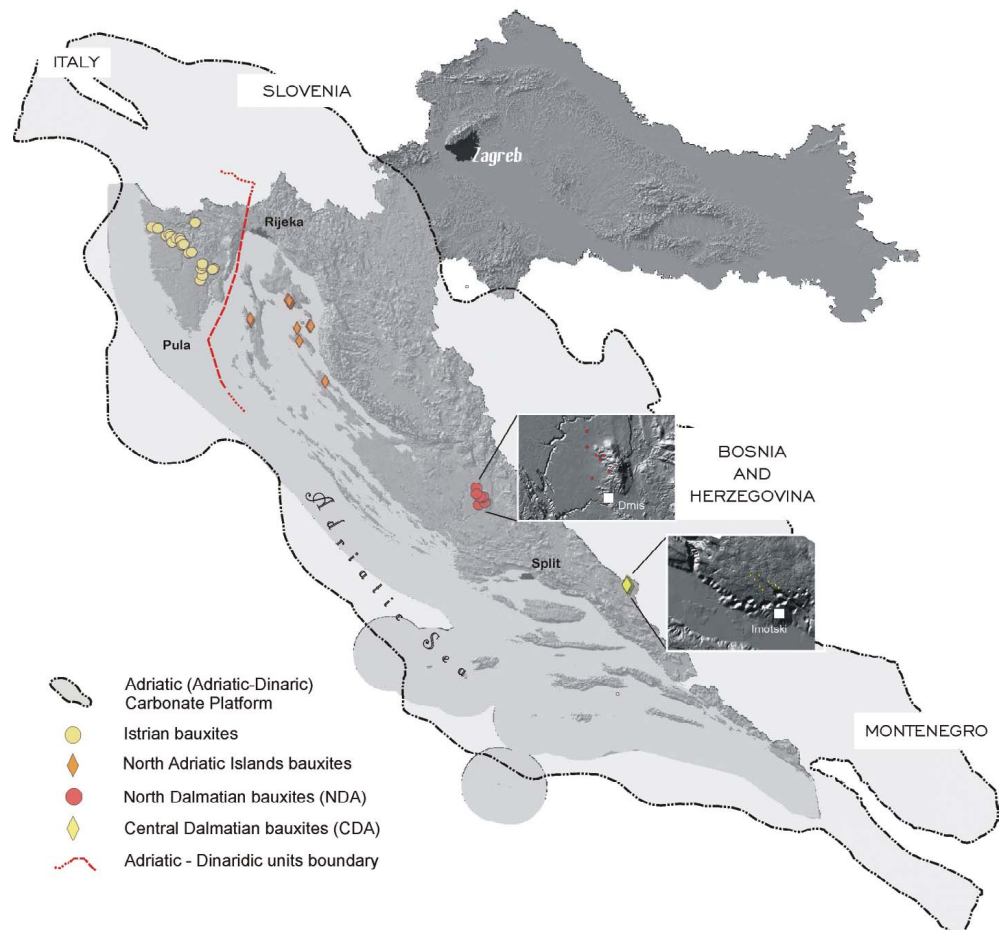 ITALY
SLOVENIA
Zagreb
Rijeka
Pula
BOSNIA
AND
HERZEGOVINA
Drniš
Split
Imotski
Adriatic Sea
MONTENEGRO
Adriatic (Adriatic-Dinaric)
Carbonate Platform
Istrian bauxites
North Adriatic Islands bauxites
North Dalmatian bauxites (NDA)
Central Dalmatian bauxites (CDA)
Adriatic - Dinaridic units boundary